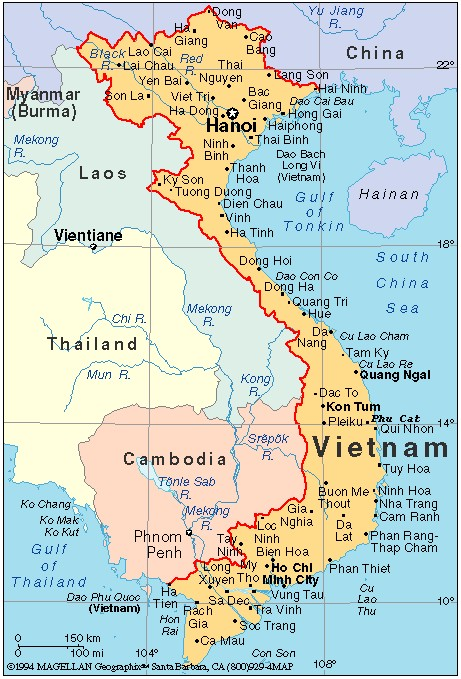 Dong Van
Yu Jiang R.
Ha Giang
Cao Bang
China
Lao Cai
Black R.
Red R.
22°
Lai Chau
Thai Nguyen
Lang Son
Yen Bai
Hai Ninh
Myanmar (Burma)
Son La
Viet Tri
Bac Giang
Dao Cai Bau
Ha Dong
Hong Gai
Hanoi
Haiphong
Mekong R.
Ninh Binh
Thai Binh
Dao Bach Long Vi (Vietnam)
Laos
Thanh Hoa
Ky Son
Tuong Duong
Hainan
Dien Chau
Gulf of Tonkin
Vinh
Vientiane
Ha Tinh
18°
Dong Hoi
South China Sea
Dao Con Co
Dong Ha
Quang Tri
Mekong R.
Hue
Chi R.
Da Nang
Cu Lao Cham
Thailand
Tam Ky
Cu Lao Re
Mun R.
Quang Ngai
Kong R.
Dac To
Kon Tum
14°
Pleiku
Phu Cat
Qui Nhon
Srêpôk R.
Vietnam
Cambodia
Tuy Hoa
Tônle Sab R.
Buon Me Thout
Ninh Hoa
Ko Chang
Nha Trang
Ko Mak
Mekong R.
Gia Nghia
Cam Ranh
Ko Kut
Loc Ninh
Da Lat
Phnom Penh
Tay Ninh
Phan Rang-Thap Cham
Gulf of Thailand
Bien Hoa
Long Xuyen
My Tho
Ho Chi Minh City
Phan Thiet
Dao Phu Quoc (Vietnam)
Ha Tien
Vung Tau
Cu Lao Thu
10°
Sa Dec
Tra Vinh
Hon Rai
Rach Gia
Soc Trang
Ca Mau
Con Son
0 150 km
0 100 mi
104°
108°
©1994 MAGELLAN Geographix℠ Santa Barbara, CA (800)929-4MAP